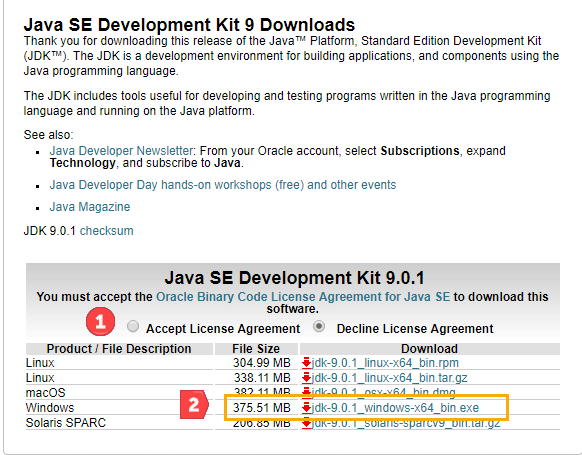 Java SE Development Kit 9 Downloads
Thank you for downloading this release of the Java™ Platform, Standard Edition Development Kit
(JDK™). The JDK is a development environment for building applications, and components using the
Java programming language.
The JDK includes tools useful for developing and testing programs written in the Java programming
language and running on the Java platform.
See also:
Java Developer Newsletter: From your Oracle account, select Subscriptions, expand
Technology, and subscribe to Java.
Java Developer Day hands-on workshops (free) and other events
Java Magazine
JDK 9.0.1 checksum
Java SE Development Kit 9.0.1
You must accept the Oracle Binary Code License Agreement for Java SE to download this
software.
1 Accept License Agreement Decline License Agreement
Product / File Description File Size Download
Linux 304.99 MB jdk-9.0.1_linux-x64_bin.rpm
Linux 338.11 MB jdk-9.0.1_linux-x64_bin.tar.gz
macOS 382.11 MB jdk-9.0.1_osx-x64_bin.dmg
Windows 2 375.51 MB jdk-9.0.1_windows-x64_bin.exe
Solaris SPARC 206.85 MB jdk-9.0.1_solaris-sparcv9_bin.tar.gz